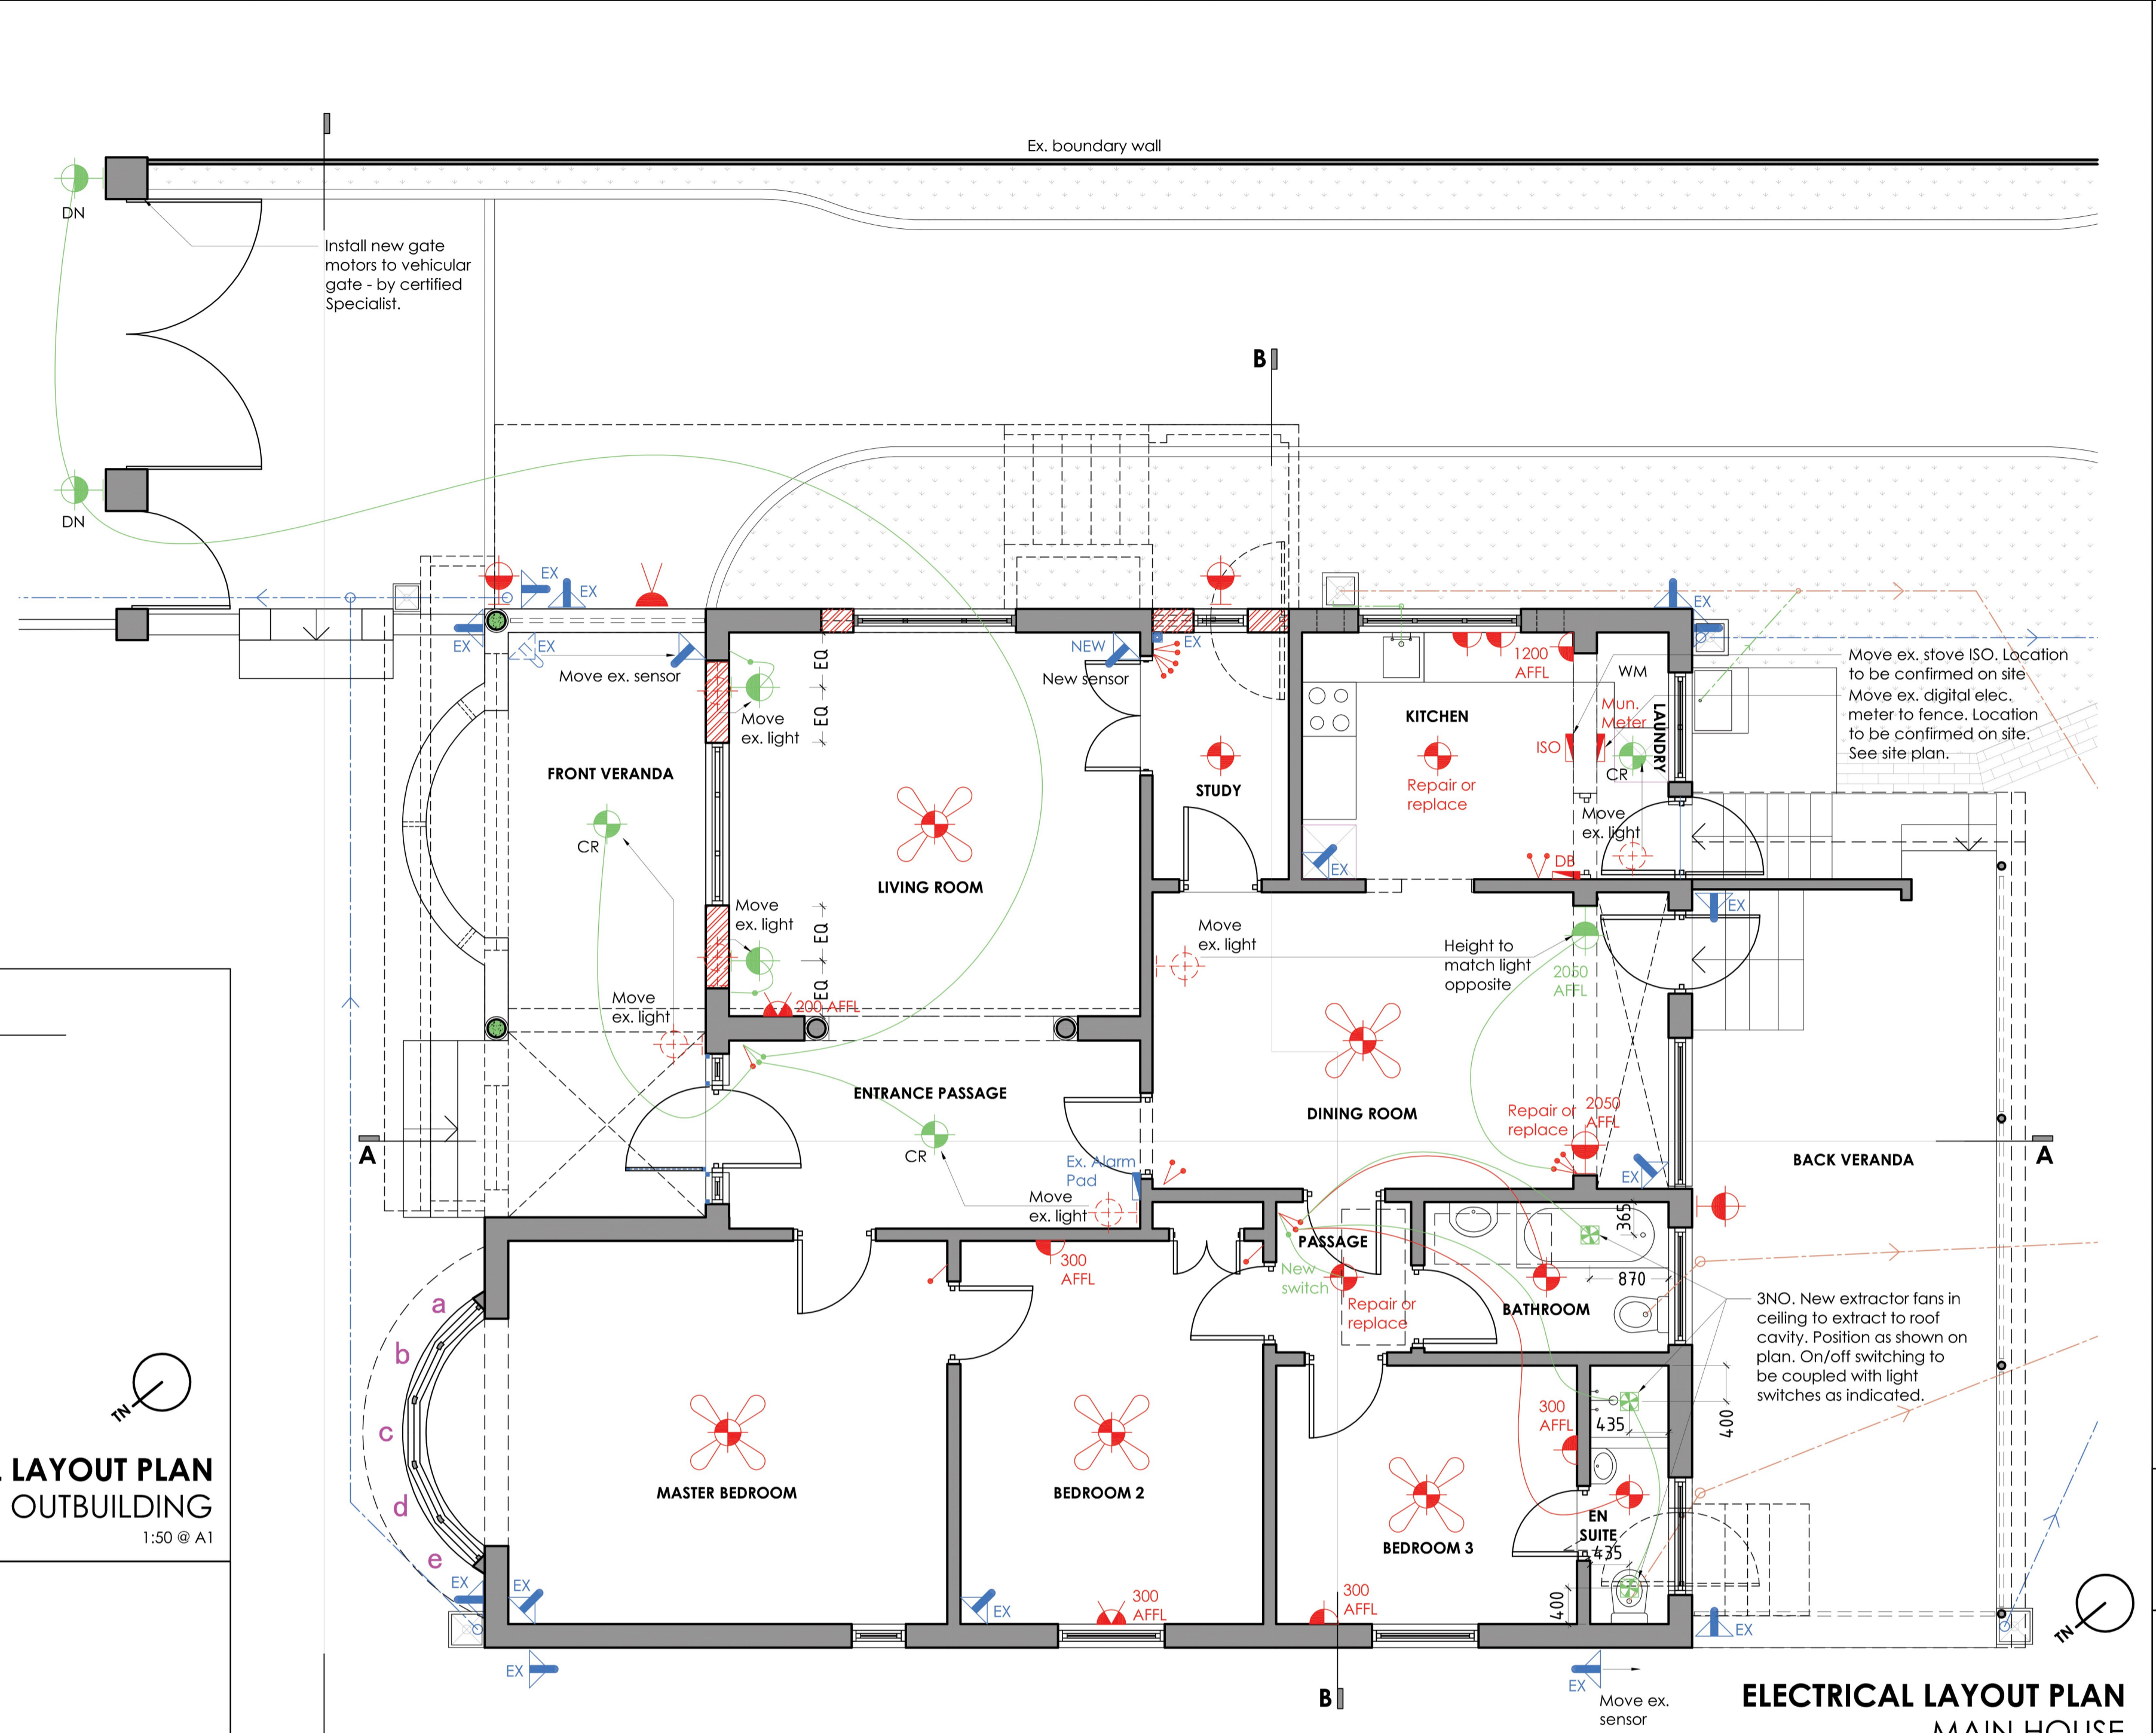 Ex. boundary wall
DN
Install new gate
motors to vehicular
gate - by certified
Specialist.
B
DN
EX
EX
EX
EX
Move ex. sensor
EQ
EQ
Move
ex. light
NEW
New sensor
EX
1200
AFFL
WM
EX
Mun.
Meter
LAUNDRY
Move ex. stove ISO. Location
to be confirmed on site
Move ex. digital elec.
meter to fence. Location
to be confirmed on site.
See site plan.
KITCHEN
ISO
CR
Repair or
replace
FRONT VERANDA
CR
STUDY
Move
ex. light
DB
EX
LIVING ROOM
Move
ex. light
EQ
EQ
200 AFFL
Move
ex. light
Move
ex. light
Height to
match light
opposite
2050
AFFL
EX
ENTRANCE PASSAGE
CR
DINING ROOM
Repair or
replace
2050
AFFL
A
Ex. Alarm
Pad
Move
ex. light
EX
BACK VERANDA
A
PASSAGE
New
switch
Repair or
replace
365
870
BATHROOM
300
AFFL
3NO. New extractor fans in
ceiling to extract to roof
cavity. Position as shown on
plan. On/off switching to
be coupled with light
switches as indicated.
a
b
c
d
e
300
AFFL
435
400
MASTER BEDROOM
BEDROOM 2
BEDROOM 3
EN
SUITE
435
400
EX
EX
EX
300
AFFL
300
AFFL
EX
EX
EX
Move ex.
sensor
B
TN
LAYOUT PLAN
OUTBUILDING
1:50 @ A1
TN
ELECTRICAL LAYOUT PLAN
MAIN HOUSE